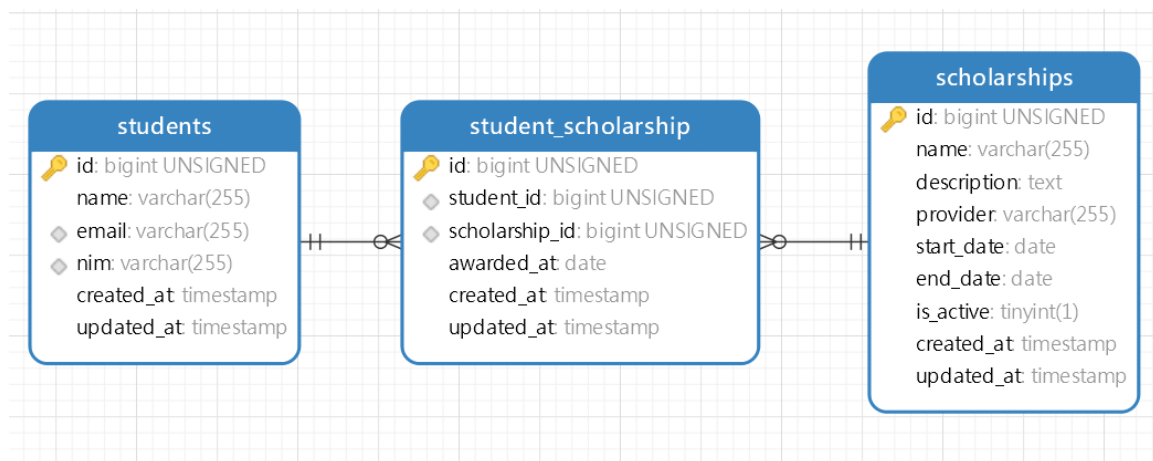 students
id: bigint UNSIGNED
name: varchar(255)
email: varchar(255)
nim: varchar(255)
created_at: timestamp
updated_at: timestamp
student_scholarship
id: bigint UNSIGNED
student_id: bigint UNSIGNED
scholarship_id: bigint UNSIGNED
awarded_at: date
created_at: timestamp
updated_at: timestamp
scholarships
id: bigint UNSIGNED
name: varchar(255)
description: text
provider: varchar(255)
start_date: date
end_date: date
is_active: tinyint(1)
created_at: timestamp
updated_at: timestamp